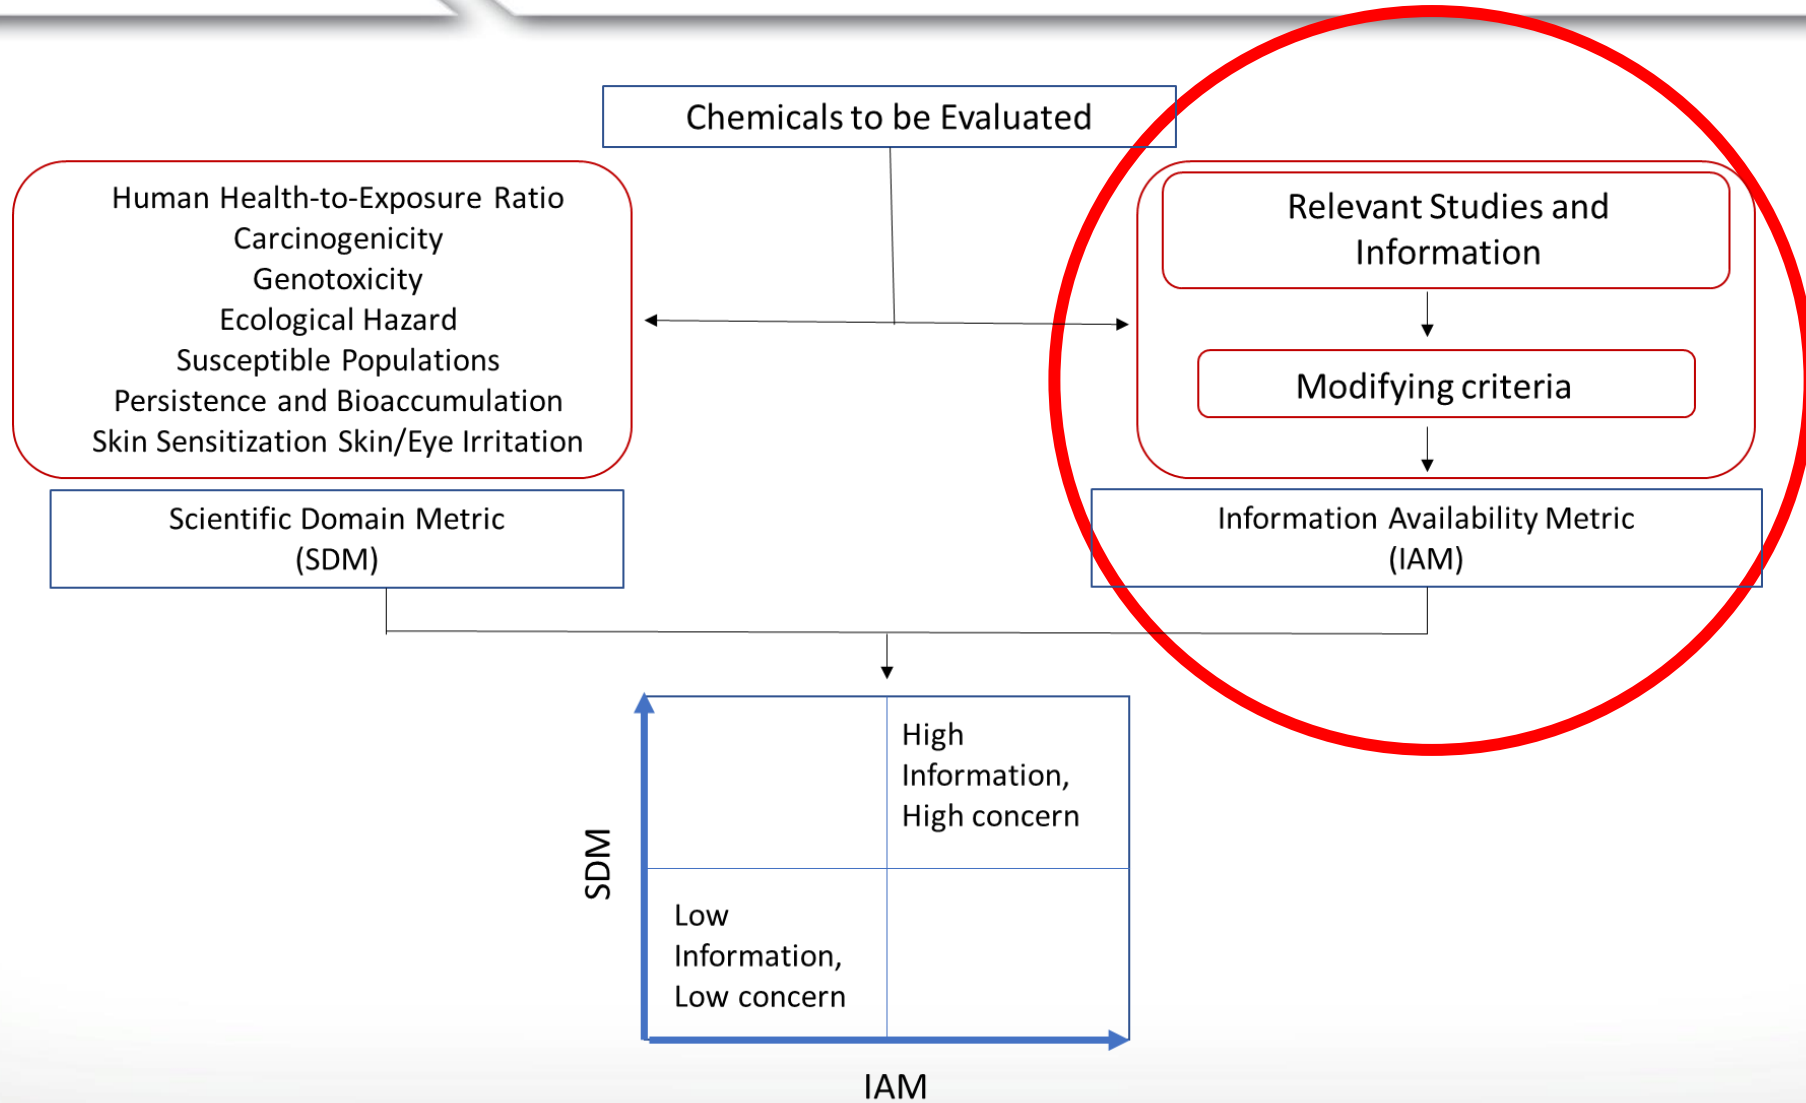 Chemicals to be Evaluated
Human Health-to-Exposure Ratio
Carcinogenicity
Genotoxicity
Ecological Hazard
Susceptible Populations
Persistence and Bioaccumulation
Skin Sensitization Skin/Eye Irritation
Scientific Domain Metric
(SDM)
Relevant Studies and
Information
Modifying criteria
Information Availability Metric
(IAM)
SDM
High
Information,
High concern
Low
Information,
Low concern
IAM